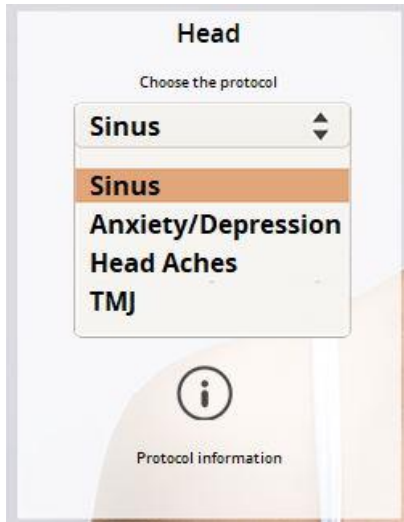 Head
Choose the protocol
Sinus
Sinus
Anxiety/Depression
Head Aches
TMJ
i
Protocol information